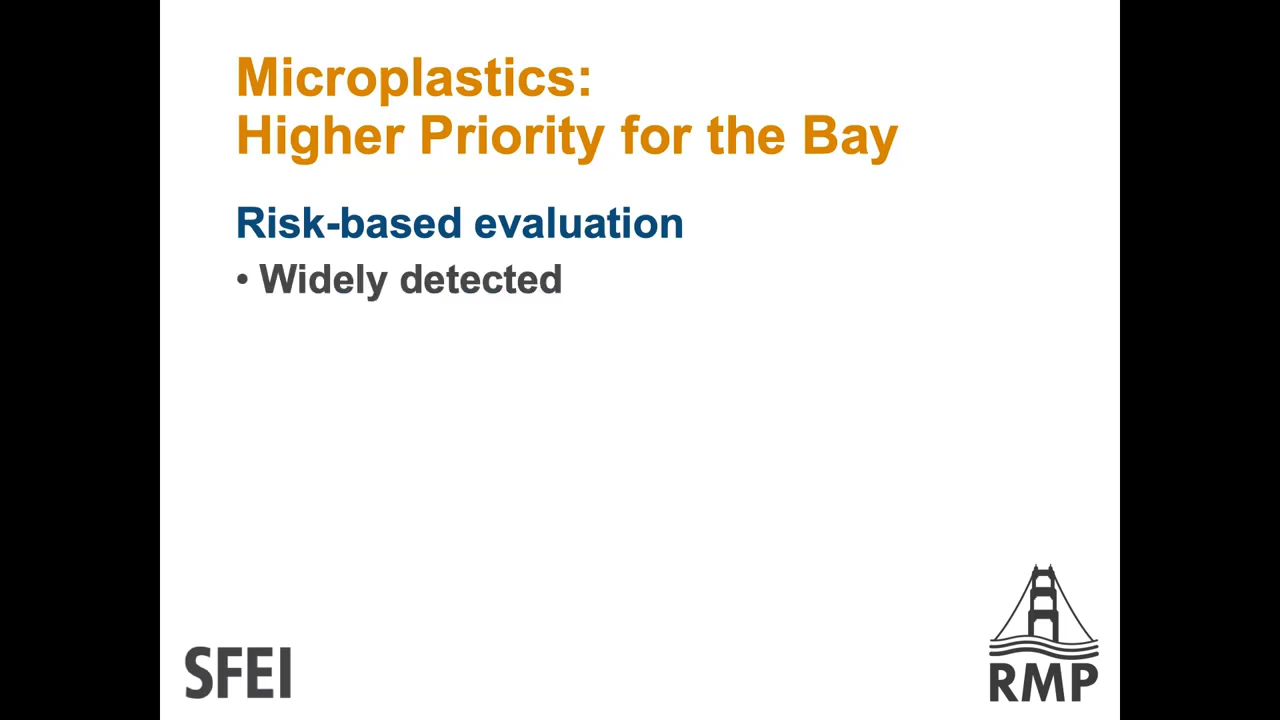 Microplastics:
Higher Priority for the Bay
Risk-based evaluation
• Widely detected
SFEI
RMP